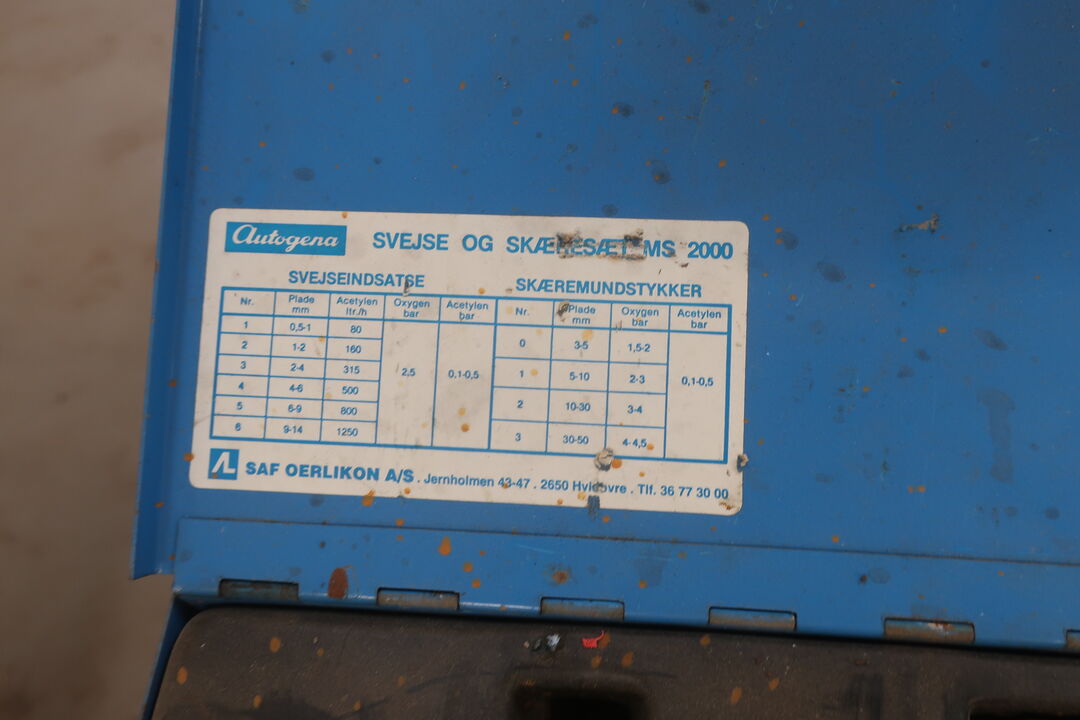 Autogena
SVEJSE OG SKÆRESÆT MS 2000
SVEJSEINDSATSE
Nr. Plade mm Acetylen ltr./h Oxygen bar Acetylen bar
1 0,5-1 80
2 1-2 160
3 2-4 315
2,5 0,1-0,5
4 4-6 500
5 6-9 800
6 9-14 1250
SKÆREMUNDSTYKKER
Nr. Plade mm Oxygen bar Acetylen bar
0 3-5 1,5-2
1 5-10 2-3
0,1-0,5
2 10-30 3-4
3 30-50 4-4,5
SAF OERLIKON A/S . Jernholmen 43-47 . 2650 Hvidovre . Tlf. 36 77 30 00